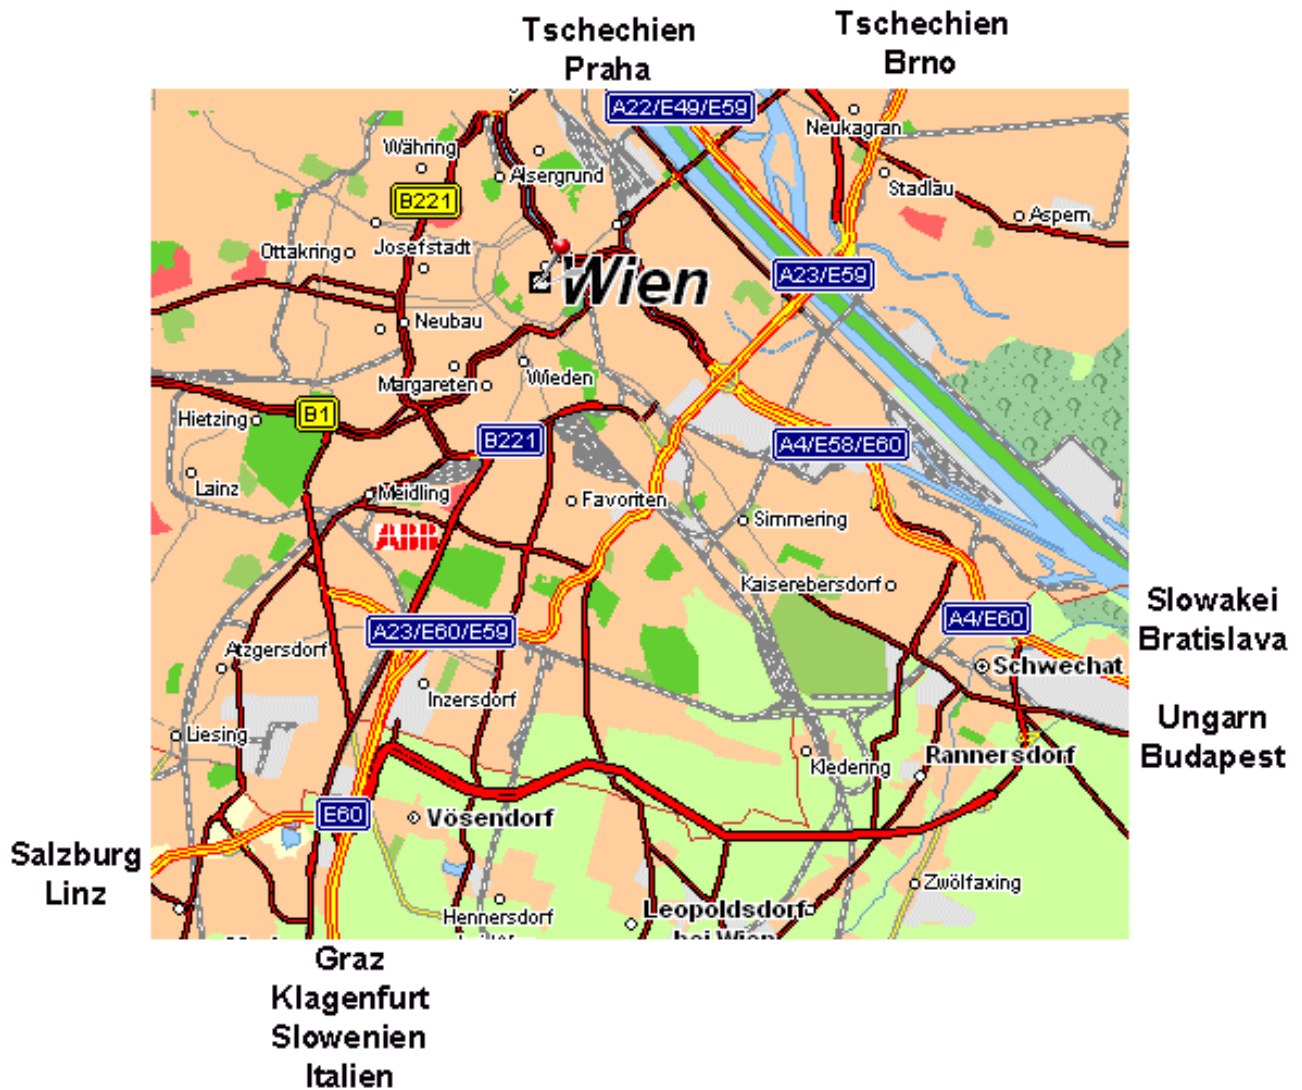 Tschechien
Praha
Tschechien
Brno
A22/E49/E59
Neukagran
Währing
Alsergrund
Stadlau
B221
Aspern
Ottakring
Josefstadt
Wien
A23/E59
Neubau
Margareten
Wieden
Hietzing
B1
B221
A4/E58/E60
Lainz
Meidling
Favoriten
Simmering
ABB
Kaiserebersdorf
Slowakei
Bratislava
A4/E60
A23/E60/E59
Atzgersdorf
Schwechat
Inzersdorf
Ungarn
Budapest
Liesing
Kledering
Rannersdorf
E60
Vösendorf
Salzburg
Linz
Zwölfaxing
Hennersdorf
Leopoldsdorf
bei Wien
Graz
Klagenfurt
Slowenien
Italien